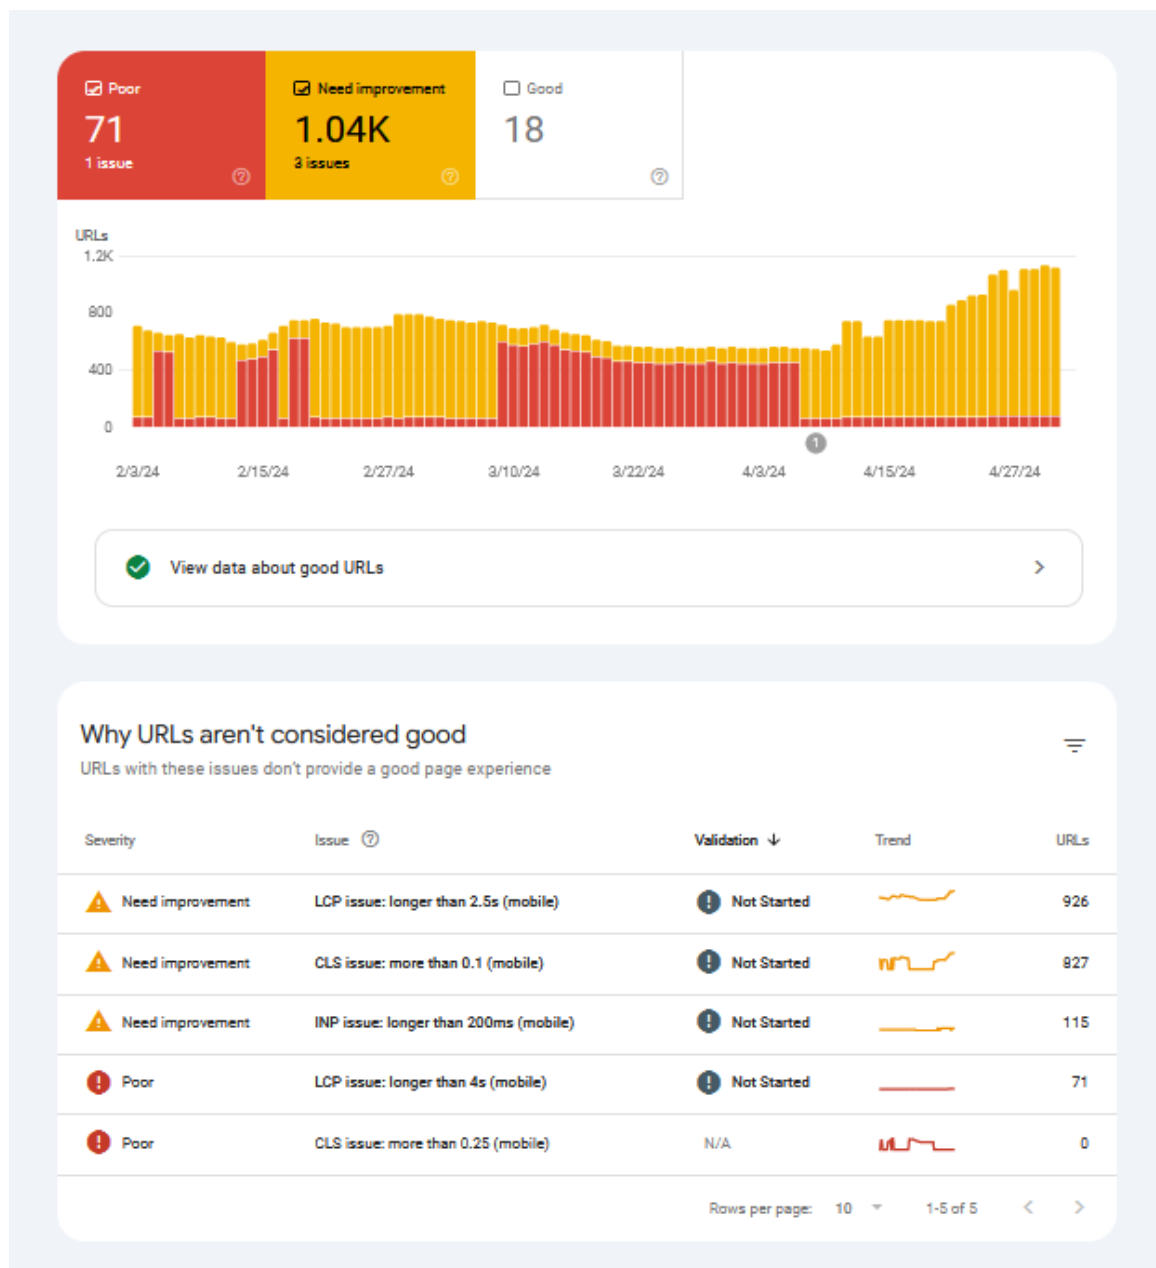 Poor
71
1 issue
Need improvement
1.04K
3 issues
Good
18
URLs
1.2K
800
400
0
1
2/3/24 2/15/24 2/27/24 3/10/24 3/22/24 4/3/24 4/15/24 4/27/24
View data about good URLs
Why URLs aren't considered good
URLs with these issues don't provide a good page experience
Severity Issue Validation Trend URLs
Need improvement LCP issue: longer than 2.5s (mobile) Not Started 926
Need improvement CLS issue: more than 0.1 (mobile) Not Started 827
Need improvement INP issue: longer than 200ms (mobile) Not Started 115
Poor LCP issue: longer than 4s (mobile) Not Started 71
Poor CLS issue: more than 0.25 (mobile) N/A 0
Rows per page: 10 1-5 of 5